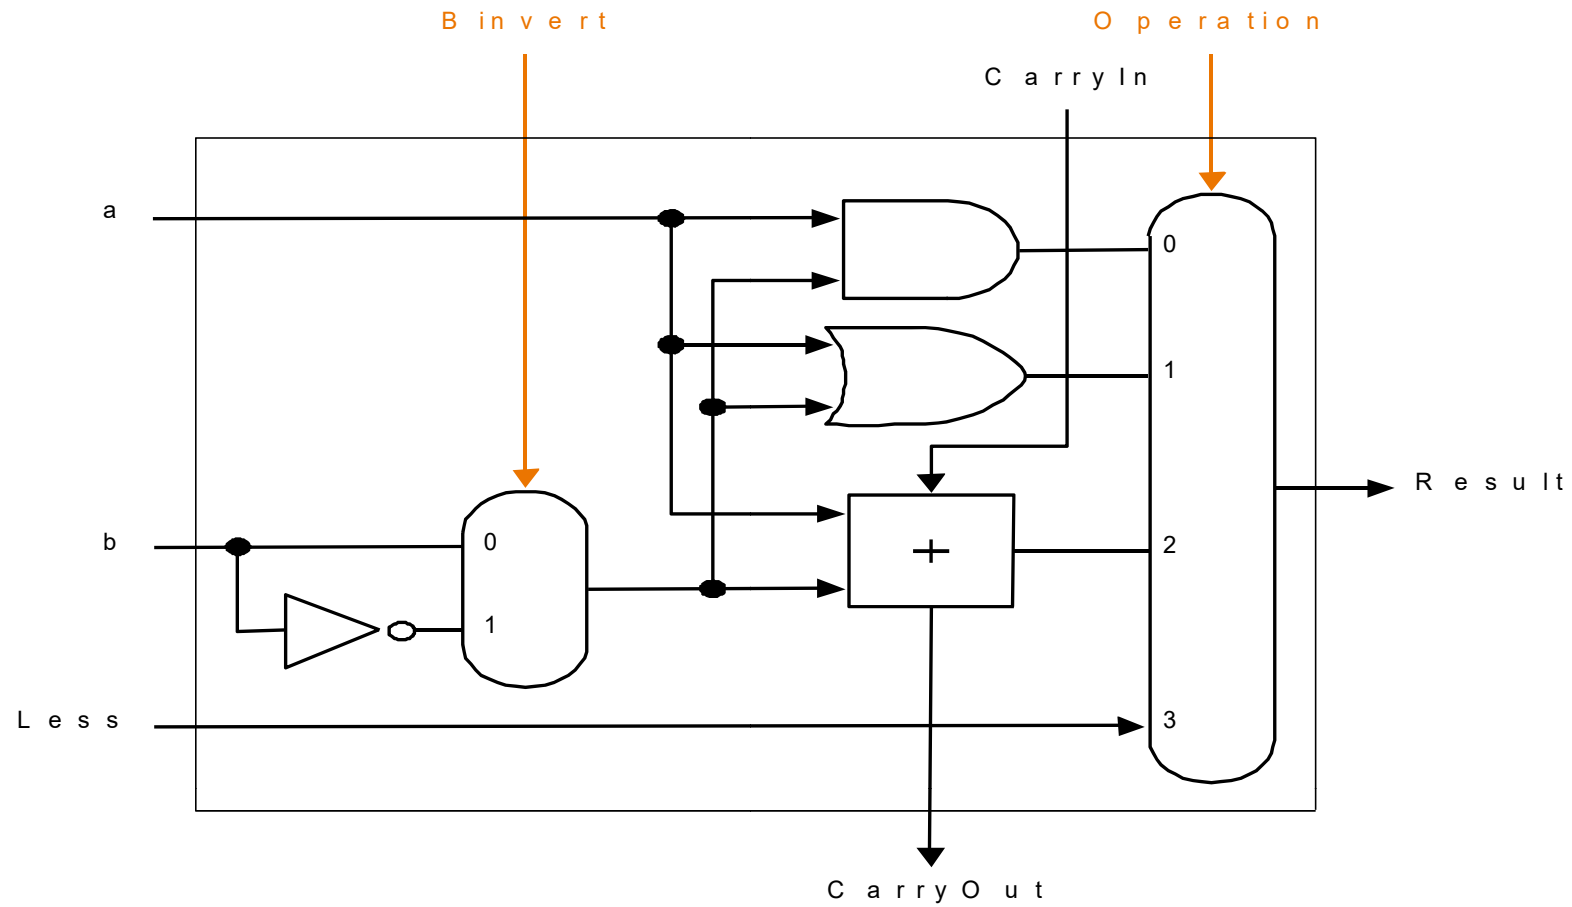 Binvert
Operation
CarryIn
a
0
1
Result
b
0
2
1
Less
3
CarryOut